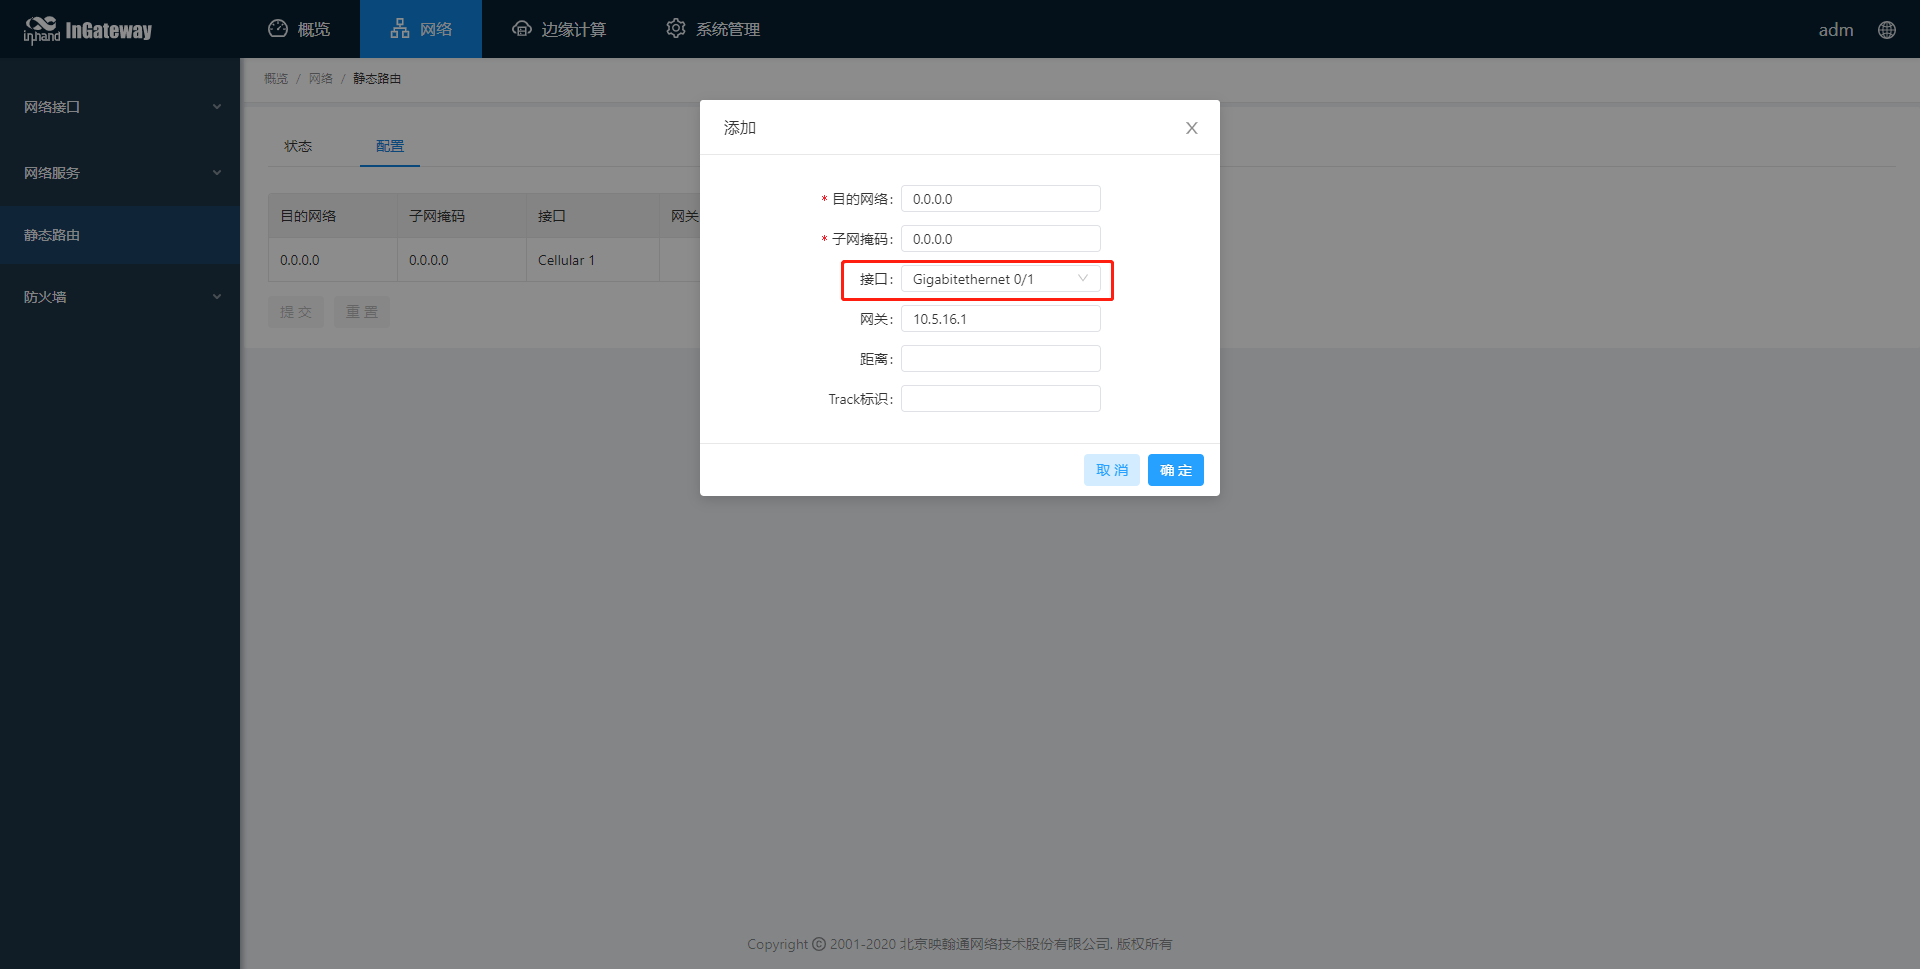 inhand InGateway
概览
网络
边缘计算
系统管理
adm
网络接口
网络服务
静态路由
防火墙
概览 / 网络 / 静态路由
状态
配置
目的网络 子网掩码 接口 网关
0.0.0.0 0.0.0.0 Cellular 1
提 交 重 置
添加
* 目的网络: 0.0.0.0
* 子网掩码: 0.0.0.0
接口: Gigabitethernet 0/1
网关: 10.5.16.1
距离:
Track标识:
取 消 确 定
Copyright © 2001-2020 北京映翰通网络技术股份有限公司. 版权所有